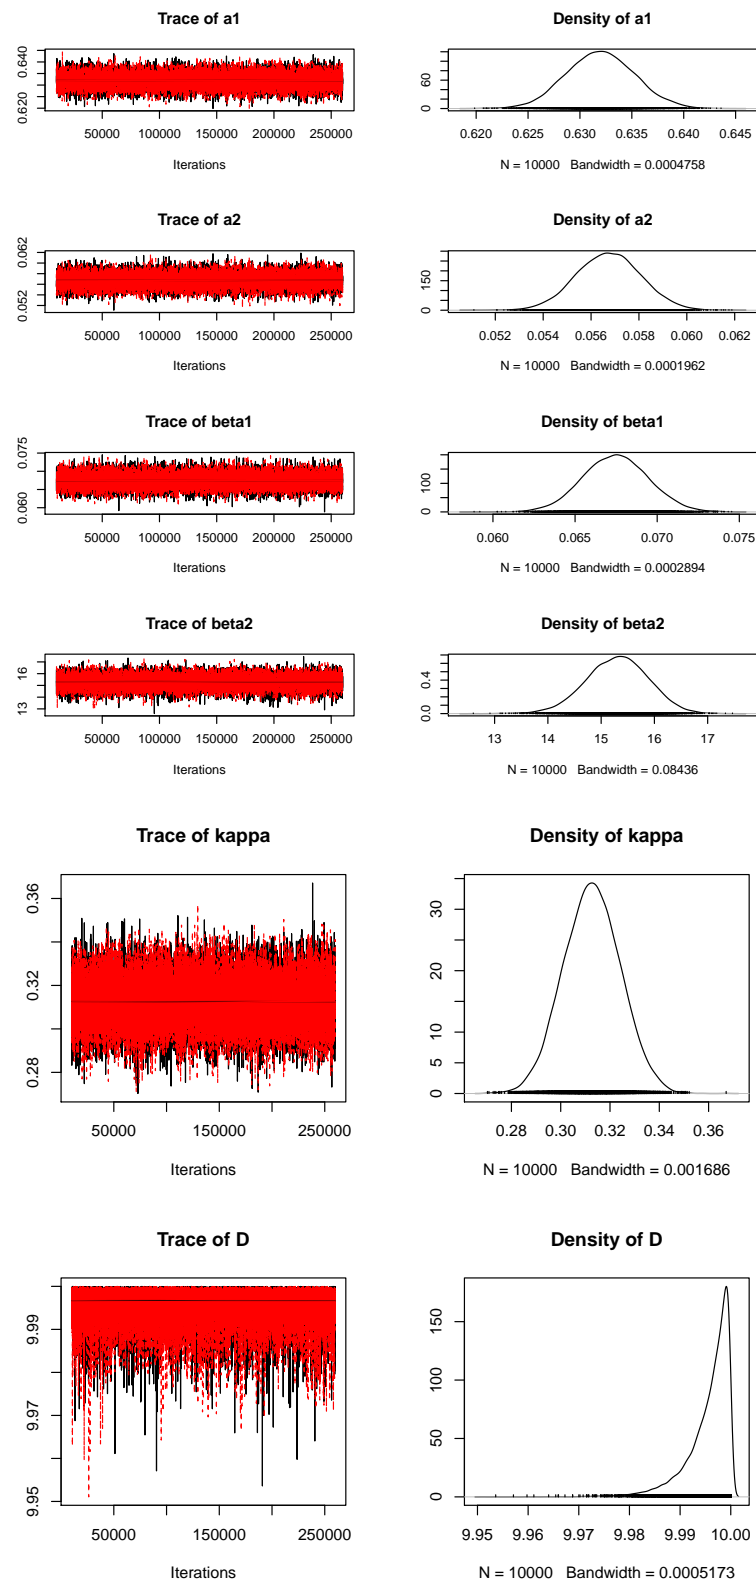 Trace of a1
0.620 0.640
50000 100000 150000 200000 250000
Iterations
Density of a1
0 60
0.620 0.625 0.630 0.635 0.640 0.645
N = 10000 Bandwidth = 0.0004758
Trace of a2
0.052 0.062
50000 100000 150000 200000 250000
Iterations
Density of a2
0 150
0.052 0.054 0.056 0.058 0.060 0.062
N = 10000 Bandwidth = 0.0001962
Trace of beta1
0.060 0.075
50000 100000 150000 200000 250000
Iterations
Density of beta1
0 100
0.060 0.065 0.070 0.075
N = 10000 Bandwidth = 0.0002894
Trace of beta2
13 16
50000 100000 150000 200000 250000
Iterations
Density of beta2
0.0 0.4
13 14 15 16 17
N = 10000 Bandwidth = 0.08436
Trace of kappa
0.28 0.32 0.36
50000 150000 250000
Iterations
Density of kappa
0 5 15 20 30
0.28 0.30 0.32 0.34 0.36
N = 10000 Bandwidth = 0.001686
Trace of D
9.95 9.97 9.99
50000 150000 250000
Iterations
Density of D
0 50 100 150
9.95 9.96 9.97 9.98 9.99 10.00
N = 10000 Bandwidth = 0.0005173